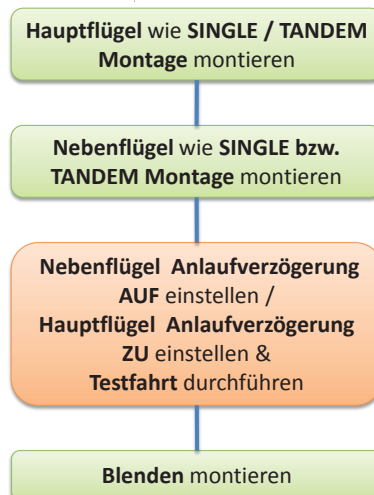 Hauptflügel wie SINGLE / TANDEM
Montage montieren
Nebenflügel wie SINGLE bzw.
TANDEM Montage montieren
Nebenflügel Anlaufverzögerung
AUF einstellen /
Hauptflügel Anlaufverzögerung
ZU einstellen &
Testfahrt durchführen
Blenden montieren